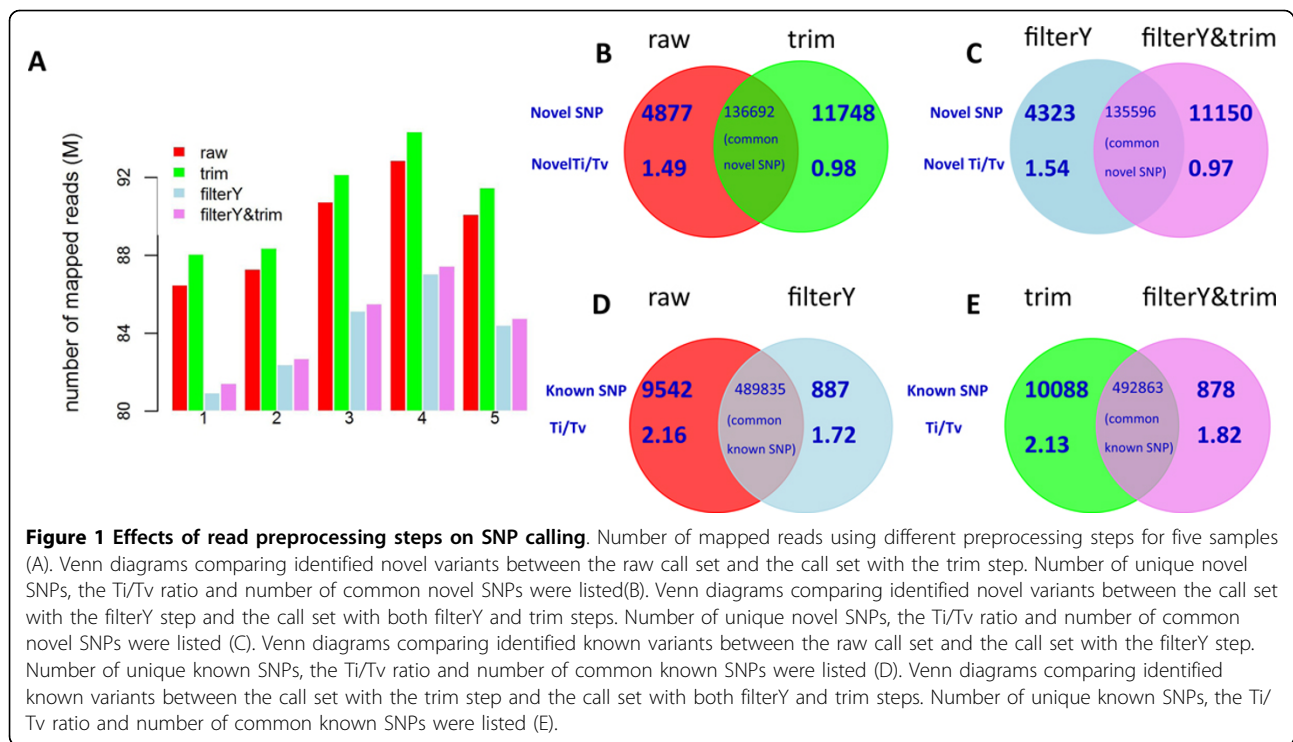 A
number of mapped reads (M)
92
88
84
80
raw
trim
filterY
filterY&trim
1 2 3 4 5
B
raw trim
Novel SNP 4877 136692 11748
(common
novel SNP)
NovelTi/Tv 1.49 0.98
C
filterY filterY&trim
Novel SNP 4323 135596 11150
(common
novel SNP)
Novel Ti/Tv 1.54 0.97
D
raw filterY
Known SNP 9542 489835 887
(common
known SNP)
Ti/Tv 2.16 1.72
E
trim filterY&trim
Known SNP 10088 492863 878
(common
known SNP)
Ti/Tv 2.13 1.82
Figure 1 Effects of read preprocessing steps on SNP calling. Number of mapped reads using different preprocessing steps for five samples
(A). Venn diagrams comparing identified novel variants between the raw call set and the call set with the trim step. Number of unique novel
SNPs, the Ti/Tv ratio and number of common novel SNPs were listed(B). Venn diagrams comparing identified novel variants between the call set
with the filterY step and the call set with both filterY and trim steps. Number of unique novel SNPs, the Ti/Tv ratio and number of common
novel SNPs were listed (C). Venn diagrams comparing identified known variants between the raw call set and the call set with the filterY step.
Number of unique known SNPs, the Ti/Tv ratio and number of common known SNPs were listed (D). Venn diagrams comparing identified
known variants between the call set with the trim step and the call set with both filterY and trim steps. Number of unique known SNPs, the Ti/
Tv ratio and number of common known SNPs were listed (E).